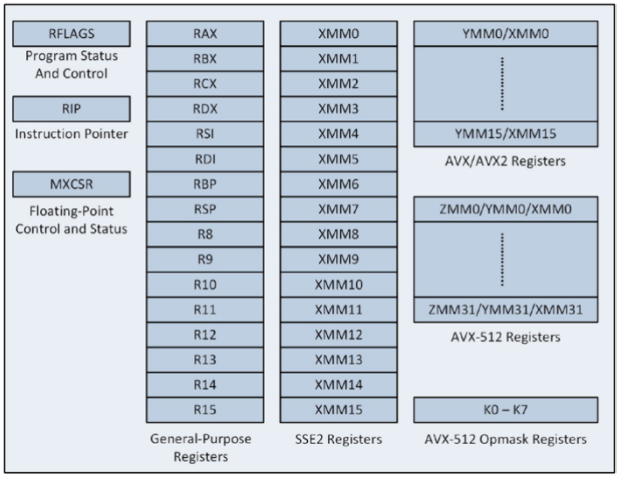 RFLAGS
Program Status
And Control
RIP
Instruction Pointer
MXCSR
Floating-Point
Control and Status
RAX
RBX
RCX
RDX
RSI
RDI
RBP
RSP
R8
R9
R10
R11
R12
R13
R14
R15
General-Purpose
Registers
XMM0
XMM1
XMM2
XMM3
XMM4
XMM5
XMM6
XMM7
XMM8
XMM9
XMM10
XMM11
XMM12
XMM13
XMM14
XMM15
SSE2 Registers
YMM0/XMM0
YMM15/XMM15
AVX/AVX2 Registers
ZMM0/YMM0/XMM0
ZMM31/YMM31/XMM31
AVX-512 Registers
K0 – K7
AVX-512 Opmask Registers